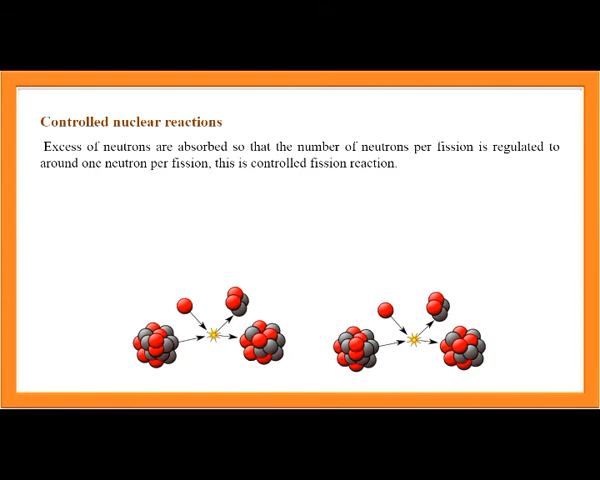 Controlled nuclear reactions
Excess of neutrons are absorbed so that the number of neutrons per fission is regulated to
around one neutron per fission, this is controlled fission reaction.